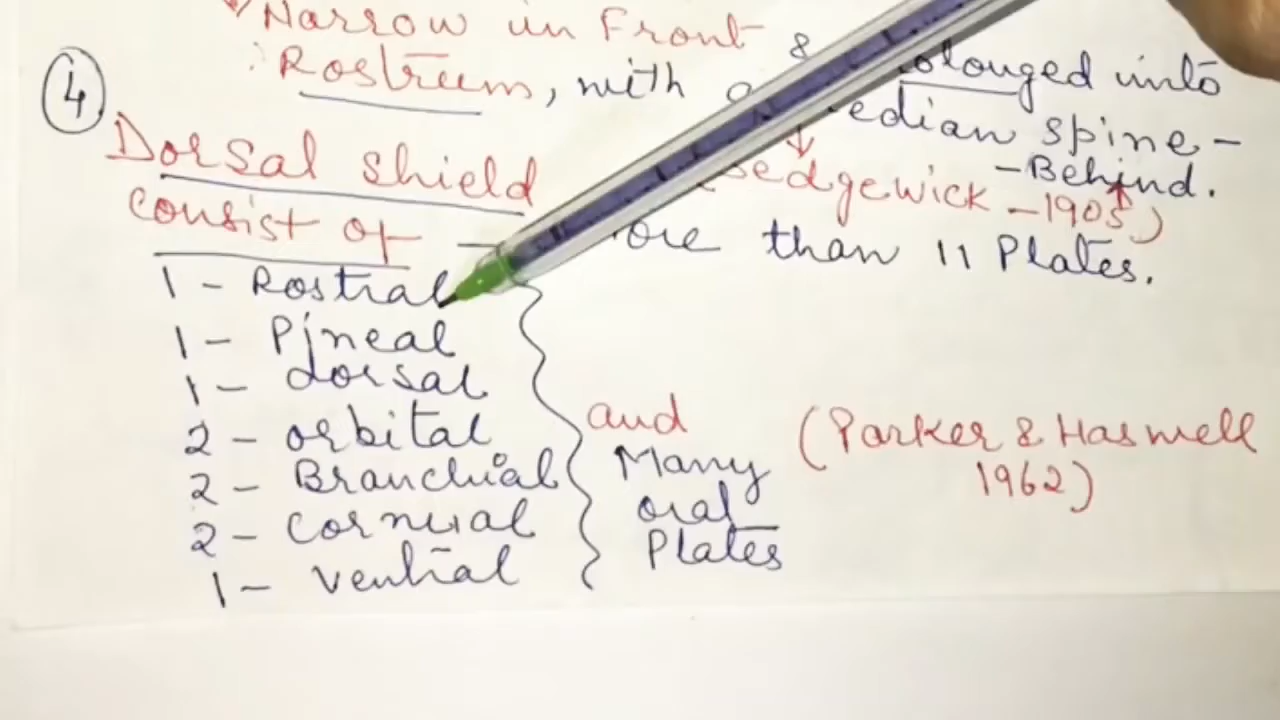 Narrow in Front &
Rostrum, with a olonged into
edian spine -
- Behind.
(Sedgewick - 1905)
4
Dorsal shield
consist of - ore than 11 Plates.
1 - Rostral
1 - Pineal
1 - dorsal
2 - orbital
2 - Branchial
2 - Cornual
1 - Ventral
and
Many
oral
Plates
(Parker & Haswell
1962)